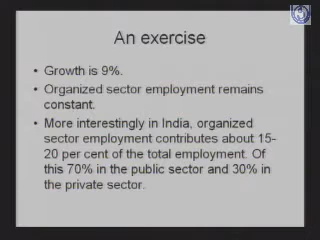 An exercise
• Growth is 9%.
• Organized sector employment remains
constant.
• More interestingly in India, organized
sector employment contributes about 15-
20 per cent of the total employment. Of
this 70% in the public sector and 30% in
the private sector.